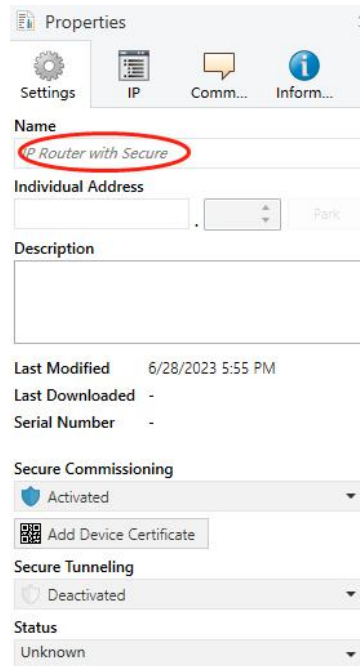 Properties
Settings
IP
Comm...
Inform...
Name
IP Router with Secure
Individual Address
. Park
Description
Last Modified 6/28/2023 5:55 PM
Last Downloaded -
Serial Number -
Secure Commissioning
Activated
Add Device Certificate
Secure Tunneling
Deactivated
Status
Unknown